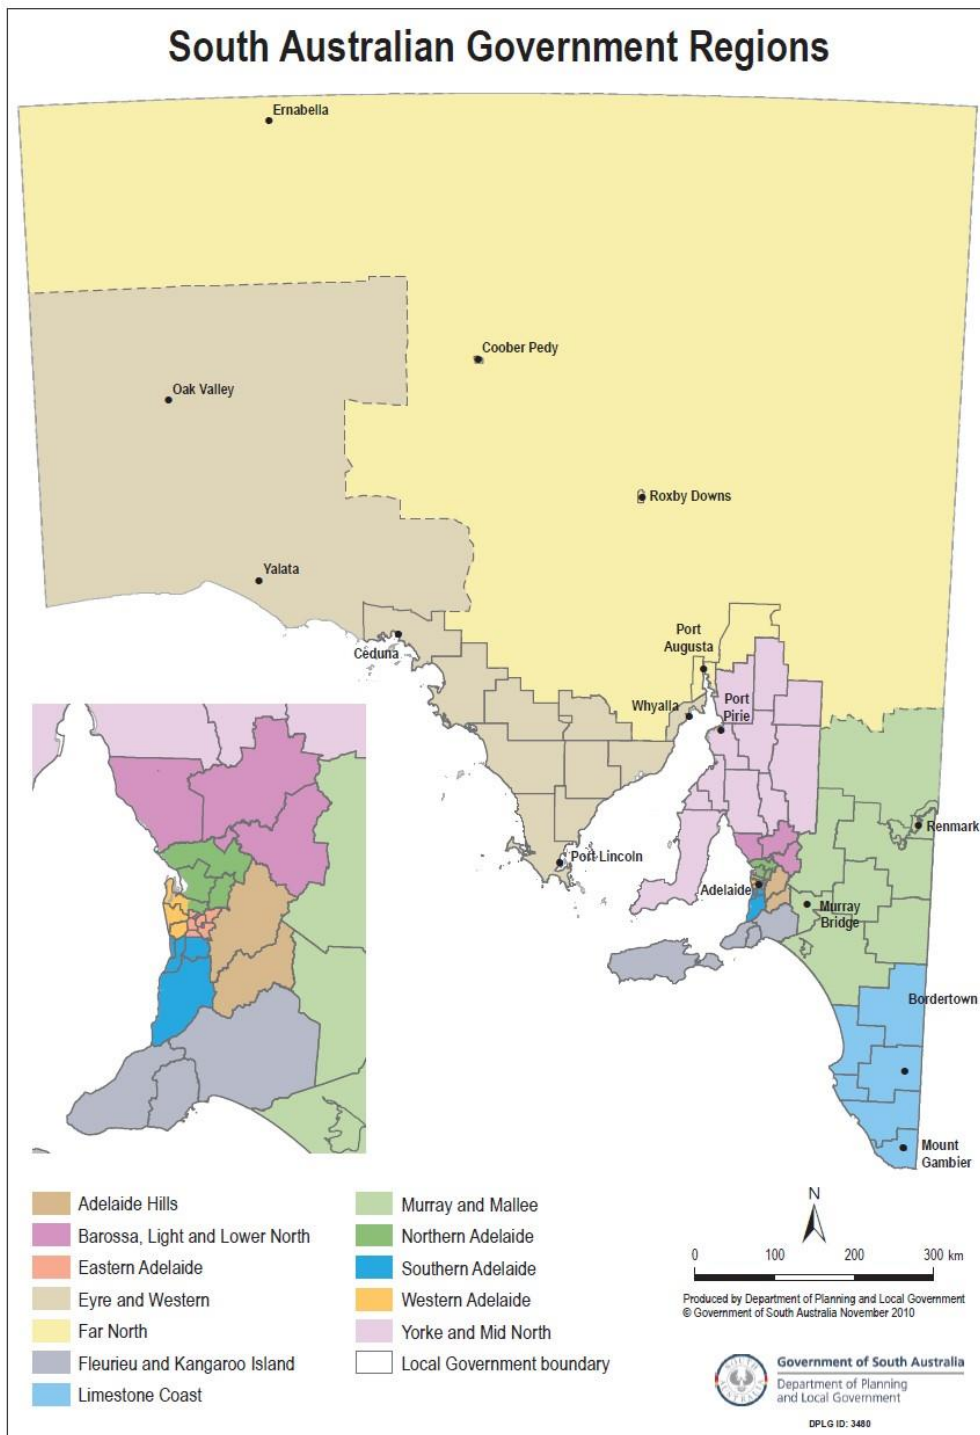 South Australian Government Regions
Ernabella
Coober Pedy
Oak Valley
Roxby Downs
Yalata
Ceduna
Port
Augusta
Whyalla
Port
Pirie
Renmark
Port Lincoln
Adelaide
Murray
Bridge
Bordertown
Mount
Gambier
Adelaide Hills
Barossa, Light and Lower North
Eastern Adelaide
Eyre and Western
Far North
Fleurieu and Kangaroo Island
Limestone Coast
Murray and Mallee
Northern Adelaide
Southern Adelaide
Western Adelaide
Yorke and Mid North
Local Government boundary
N
0 100 200 300 km
Produced by Department of Planning and Local Government
© Government of South Australia November 2010
SOUTH AUSTRALIA
Government of South Australia
Department of Planning
and Local Government
DPLG ID: 3480